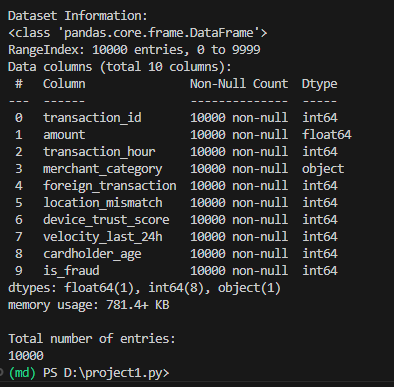 Dataset Information:
<class 'pandas.core.frame.DataFrame'>
RangeIndex: 10000 entries, 0 to 9999
Data columns (total 10 columns):
 #   Column               Non-Null Count  Dtype
---  ------               --------------  -----
 0   transaction_id       10000 non-null  int64
 1   amount               10000 non-null  float64
 2   transaction_hour     10000 non-null  int64
 3   merchant_category    10000 non-null  object
 4   foreign_transaction  10000 non-null  int64
 5   location_mismatch    10000 non-null  int64
 6   device_trust_score   10000 non-null  int64
 7   velocity_last_24h    10000 non-null  int64
 8   cardholder_age       10000 non-null  int64
 9   is_fraud             10000 non-null  int64
dtypes: float64(1), int64(8), object(1)
memory usage: 781.4+ KB

Total number of entries:
10000
(md) PS D:\project1.py>